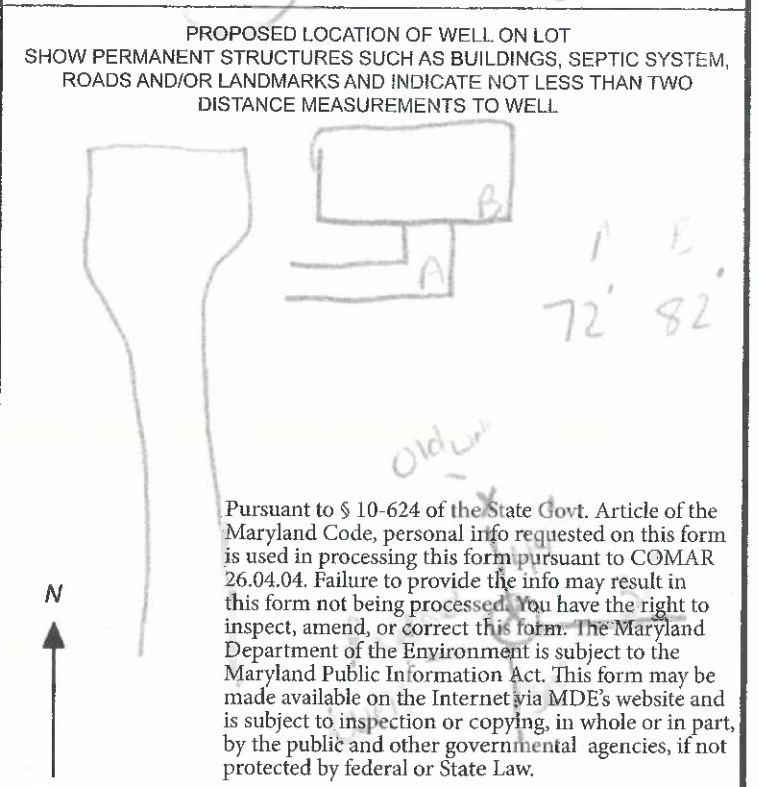 PROPOSED LOCATION OF WELL ON LOT
SHOW PERMANENT STRUCTURES SUCH AS BUILDINGS, SEPTIC SYSTEM,
ROADS AND/OR LANDMARKS AND INDICATE NOT LESS THAN TWO
DISTANCE MEASUREMENTS TO WELL
B
A
72' 82'
Old
Pursuant to § 10-624 of the State Govt. Article of the
Maryland Code, personal info requested on this form
is used in processing this form pursuant to COMAR
26.04.04. Failure to provide the info may result in
this form not being processed. You have the right to
inspect, amend, or correct this form. The Maryland
Department of the Environment is subject to the
Maryland Public Information Act. This form may be
made available on the Internet via MDE's website and
is subject to inspection or copying, in whole or in part,
by the public and other governmental agencies, if not
protected by federal or State Law.
N